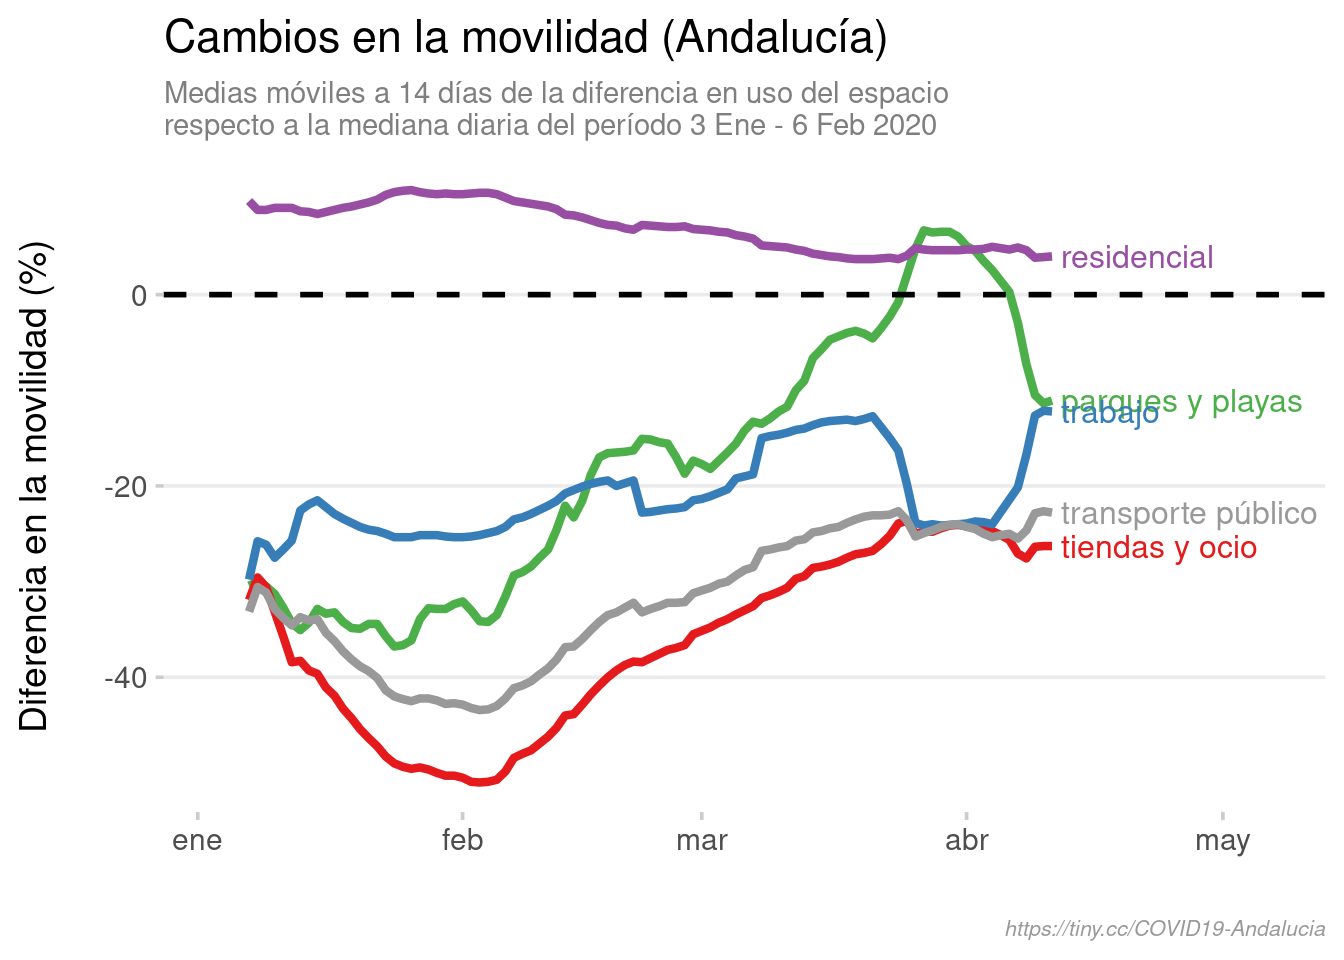 Cambios en la movilidad (Andalucía)
Medias móviles a 14 días de la diferencia en uso del espacio
respecto a la mediana diaria del período 3 Ene - 6 Feb 2020
Diferencia en la movilidad (%)
0
-20
-40
residencial
parques y playas
trabajo
transporte público
tiendas y ocio
ene
feb
mar
abr
may
https://tiny.cc/COVID19-Andalucia